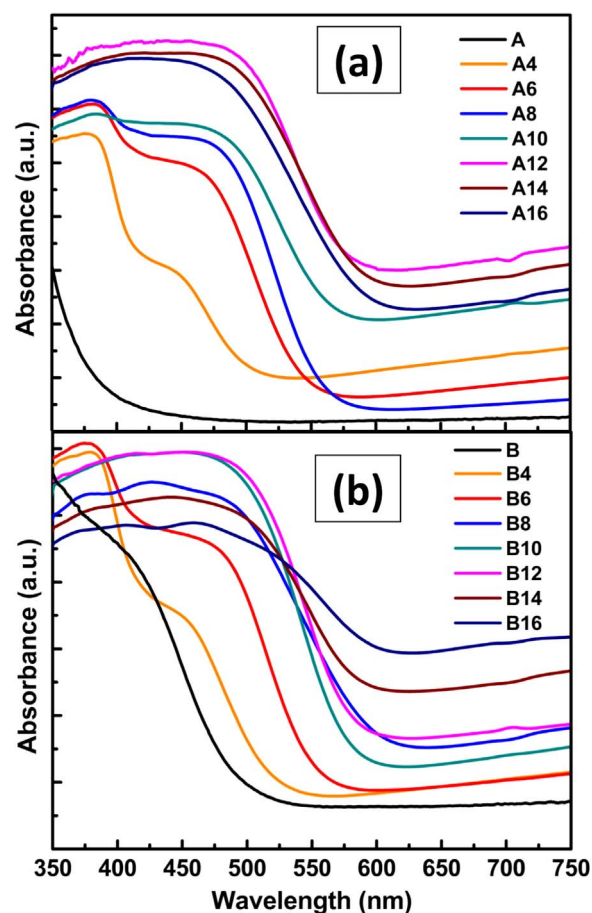 (a)
A
A4
A6
A8
A10
A12
A14
A16
Absorbance (a.u.)
(b)
B
B4
B6
B8
B10
B12
B14
B16
Absorbance (a.u.)
350 400 450 500 550 600 650 700 750
Wavelength (nm)